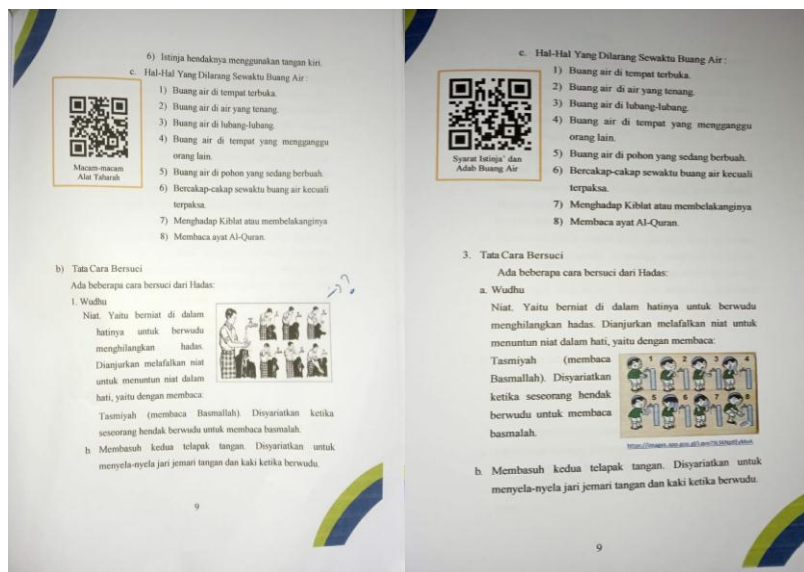 6) Istinja hendaknya menggunakan tangan kiri.
c. Hal-Hal Yang Dilarang Sewaktu Buang Air :
1) Buang air di tempat terbuka.
2) Buang air di air yang tenang.
3) Buang air di lubang-lubang.
4) Buang air di tempat yang mengganggu
orang lain.
5) Buang air di pohon yang sedang berbuah.
6) Bercakap-cakap sewaktu buang air kecuali
terpaksa.
7) Menghadap Kiblat atau membelakanginya
8) Membaca ayat Al-Quran.
Macam-macam
Alat Taharah
b) Tata Cara Bersuci
Ada beberapa cara bersuci dari Hadas:
1. Wudhu
Niat. Yaitu berniat di dalam
hatinya untuk berwudu
menghilangkan hadas.
Dianjurkan melafalkan niat
untuk menuntun niat dalam
hati, yaitu dengan membaca:
Tasmiyah (membaca Basmallah). Disyariatkan ketika
seseorang hendak berwudu untuk membaca basmalah.
b Membasuh kedua telapak tangan. Disyariatkan untuk
menyela-nyela jari jemari tangan dan kaki ketika berwudu.
9
c. Hal-Hal Yang Dilarang Sewaktu Buang Air :
1) Buang air di tempat terbuka.
2) Buang air di air yang tenang.
3) Buang air di lubang-lubang.
4) Buang air di tempat yang mengganggu
orang lain.
5) Buang air di pohon yang sedang berbuah.
6) Bercakap-cakap sewaktu buang air kecuali
terpaksa.
7) Menghadap Kiblat atau membelakanginya
8) Membaca ayat Al-Quran.
Syarat Istinja' dan
Adab Buang Air
3. Tata Cara Bersuci
Ada beberapa cara bersuci dari Hadas:
a. Wudhu
Niat. Yaitu berniat di dalam hatinya untuk berwudu
menghilangkan hadas. Dianjurkan melafalkan niat untuk
menuntun niat dalam hati, yaitu dengan membaca:
Tasmiyah (membaca
Basmallah). Disyariatkan
ketika seseorang hendak
berwudu untuk membaca
basmalah.
1 2 3 4
5 6 7 8
b. Membasuh kedua telapak tangan. Disyariatkan untuk
menyela-nyela jari jemari tangan dan kaki ketika berwudu.
9